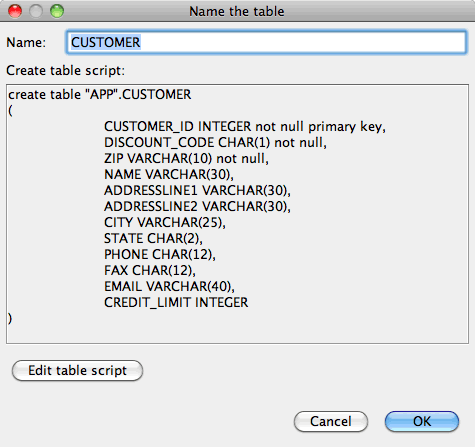 Name the table
Name: CUSTOMER
Create table script:
create table "APP".CUSTOMER
(
CUSTOMER_ID INTEGER not null primary key,
DISCOUNT_CODE CHAR(1) not null,
ZIP VARCHAR(10) not null,
NAME VARCHAR(30),
ADDRESSLINE1 VARCHAR(30),
ADDRESSLINE2 VARCHAR(30),
CITY VARCHAR(25),
STATE CHAR(2),
PHONE CHAR(12),
FAX CHAR(12),
EMAIL VARCHAR(40),
CREDIT_LIMIT INTEGER
)
Edit table script
Cancel OK